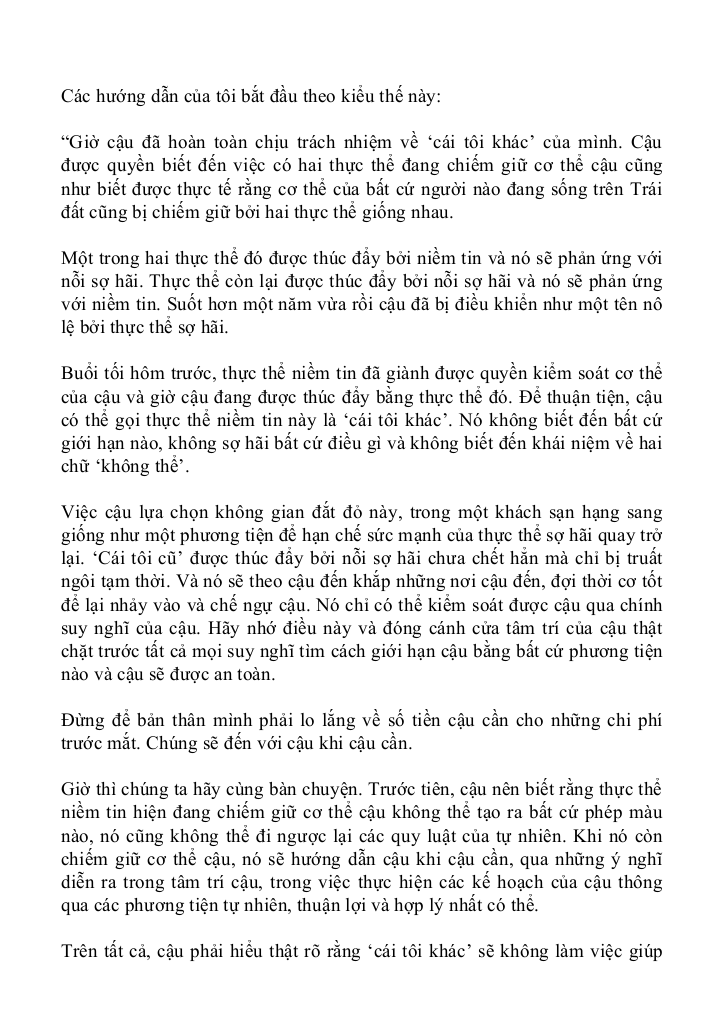 Các hướng dẫn của tôi bắt đầu theo kiểu thế này:
“Giờ cậu đã hoàn toàn chịu trách nhiệm về ‘cái tôi khác’ của mình. Cậu
được quyền biết đến việc có hai thực thể đang chiếm giữ cơ thể cậu cũng
như biết được thực tế rằng cơ thể của bất cứ người nào đang sống trên Trái
đất cũng bị chiếm giữ bởi hai thực thể giống nhau.
Một trong hai thực thể đó được thúc đẩy bởi niềm tin và nó sẽ phản ứng với
nỗi sợ hãi. Thực thể còn lại được thúc đẩy bởi nỗi sợ hãi và nó sẽ phản ứng
với niềm tin. Suốt hơn một năm vừa rồi cậu đã bị điều khiển như một tên nô
lệ bởi thực thể sợ hãi.
Buổi tối hôm trước, thực thể niềm tin đã giành được quyền kiểm soát cơ thể
của cậu và giờ cậu đang được thúc đẩy bằng thực thể đó. Để thuận tiện, cậu
có thể gọi thực thể niềm tin này là ‘cái tôi khác’. Nó không biết đến bất cứ
giới hạn nào, không sợ hãi bất cứ điều gì và không biết đến khái niệm về hai
chữ ‘không thể’.
Việc cậu lựa chọn không gian đắt đỏ này, trong một khách sạn hạng sang
giống như một phương tiện để hạn chế sức mạnh của thực thể sợ hãi quay trở
lại. ‘Cái tôi cũ’ được thúc đẩy bởi nỗi sợ hãi chưa chết hẳn mà chỉ bị truất
ngôi tạm thời. Và nó sẽ theo cậu đến khắp những nơi cậu đến, đợi thời cơ tốt
để lại nhảy vào và chế ngự cậu. Nó chỉ có thể kiểm soát được cậu qua chính
suy nghĩ của cậu. Hãy nhớ điều này và đóng cánh cửa tâm trí của cậu thật
chặt trước tất cả mọi suy nghĩ tìm cách giới hạn cậu bằng bất cứ phương tiện
nào và cậu sẽ được an toàn.
Đừng để bản thân mình phải lo lắng về số tiền cậu cần cho những chi phí
trước mắt. Chúng sẽ đến với cậu khi cậu cần.
Giờ thì chúng ta hãy cùng bàn chuyện. Trước tiên, cậu nên biết rằng thực thể
niềm tin hiện đang chiếm giữ cơ thể cậu không thể tạo ra bất cứ phép màu
nào, nó cũng không thể đi ngược lại các quy luật của tự nhiên. Khi nó còn
chiếm giữ cơ thể cậu, nó sẽ hướng dẫn cậu khi cậu cần, qua những ý nghĩ
diễn ra trong tâm trí cậu, trong việc thực hiện các kế hoạch của cậu thông
qua các phương tiện tự nhiên, thuận lợi và hợp lý nhất có thể.
Trên tất cả, cậu phải hiểu thật rõ rằng ‘cái tôi khác’ sẽ không làm việc giúp